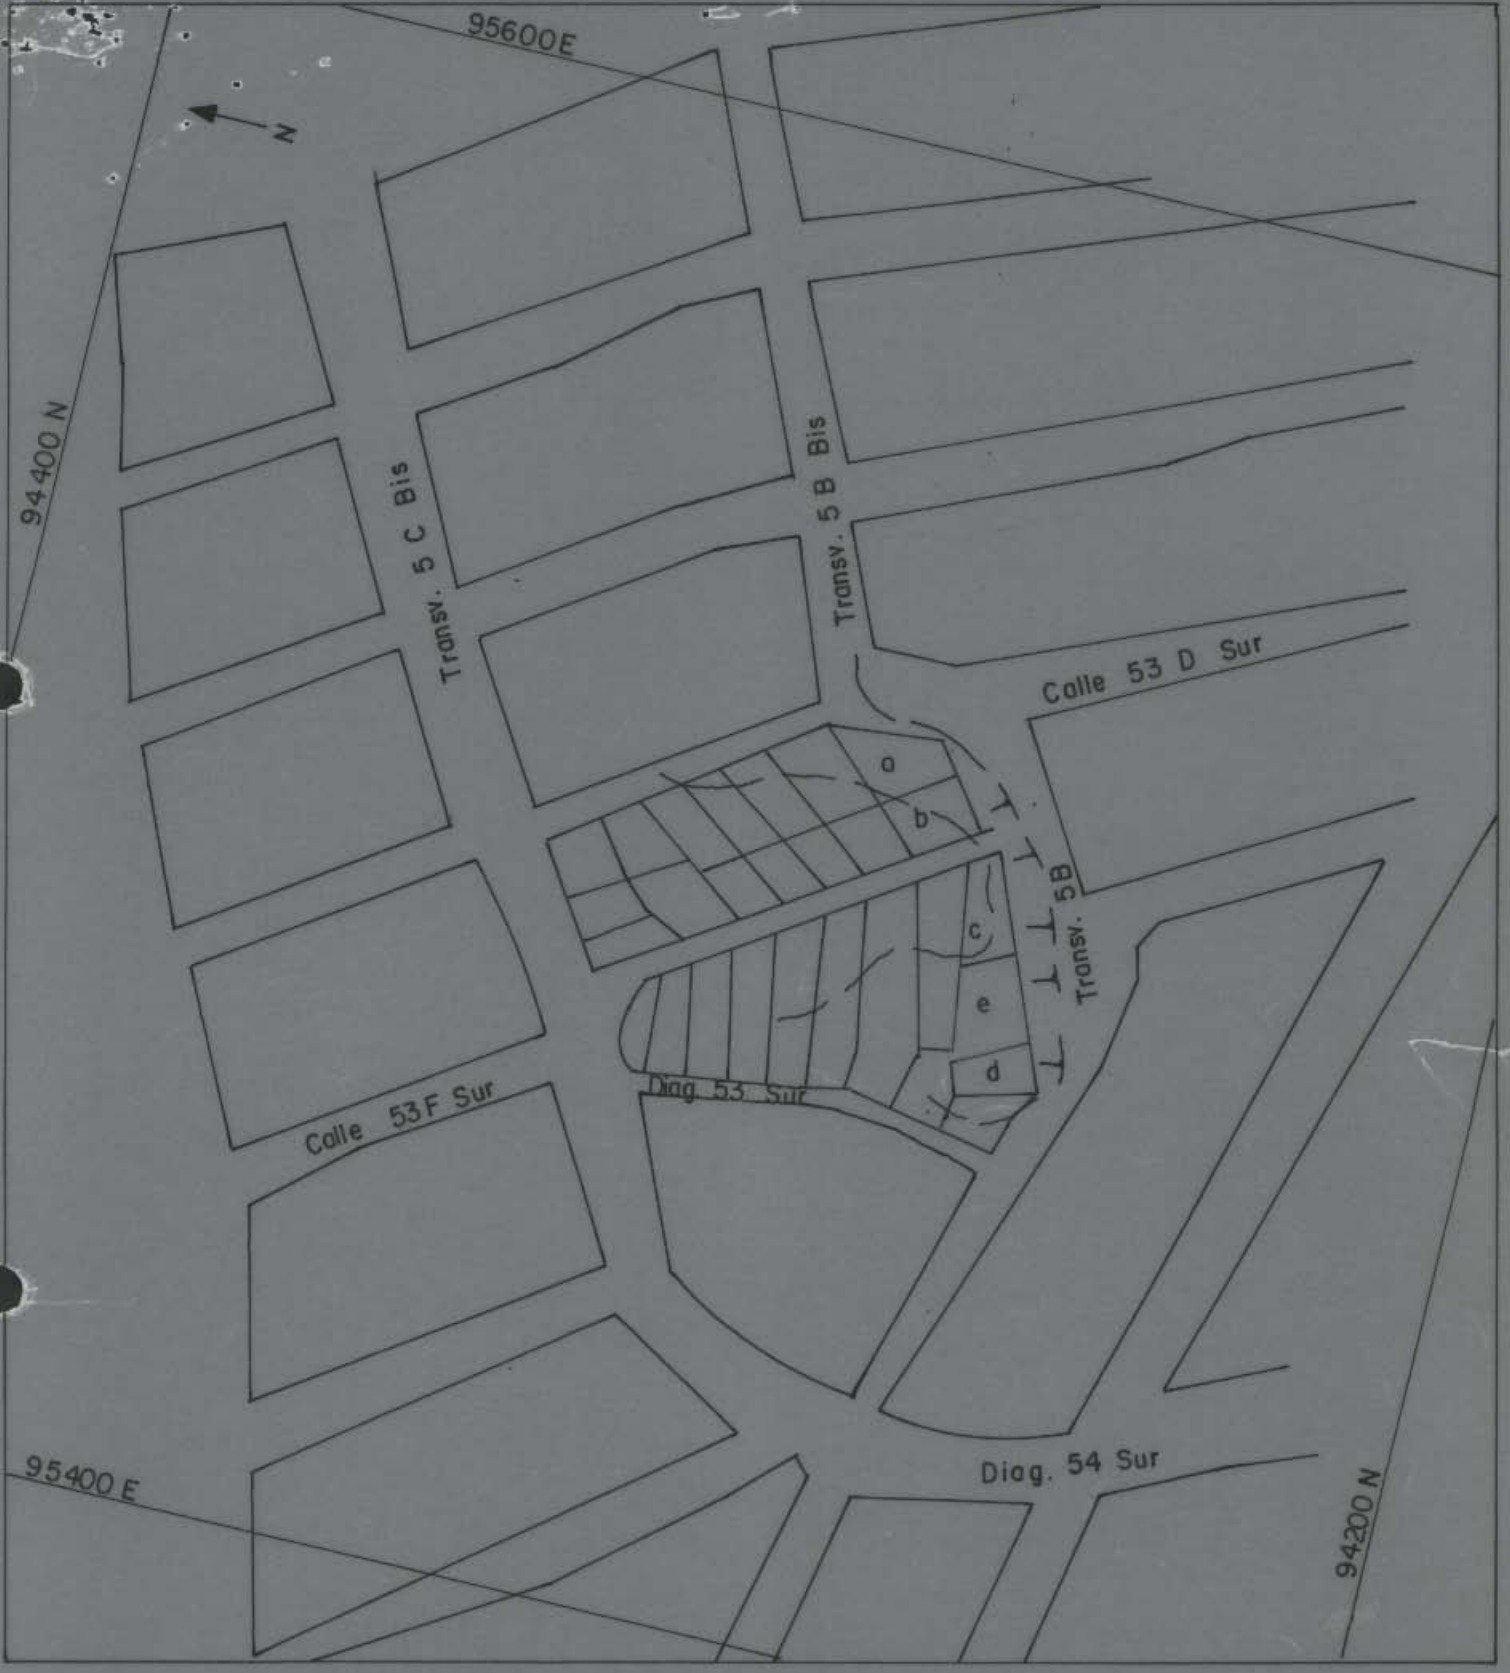 95600E
N
94400 N
Transv. 5 C Bis
Transv. 5 B Bis
Calle 53 D Sur
a
b
Transv. 5B
c
e
d
Diag. 53 Sur
Calle 53F Sur
Diag. 54 Sur
95400 E
94200 N